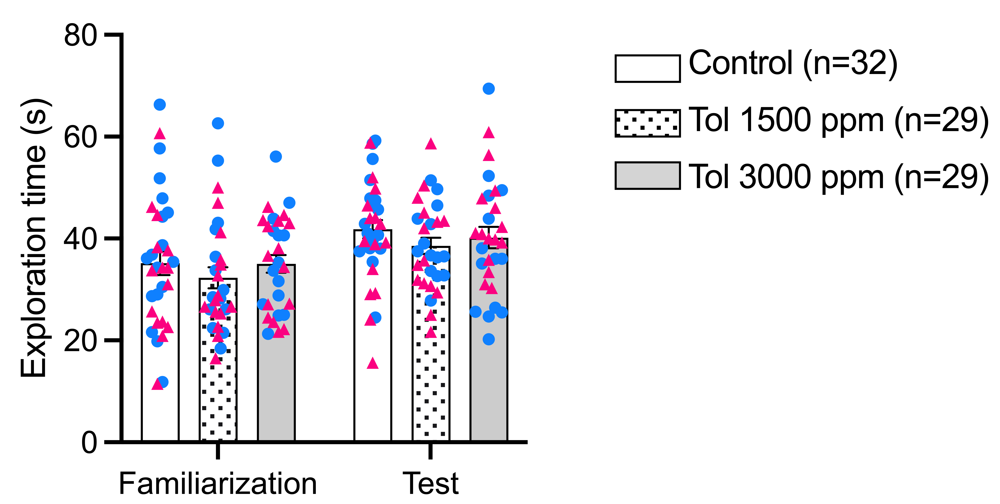 Exploration time (s)
80
60
40
20
0
Familiarization
Test
Control (n=32)
Tol 1500 ppm (n=29)
Tol 3000 ppm (n=29)